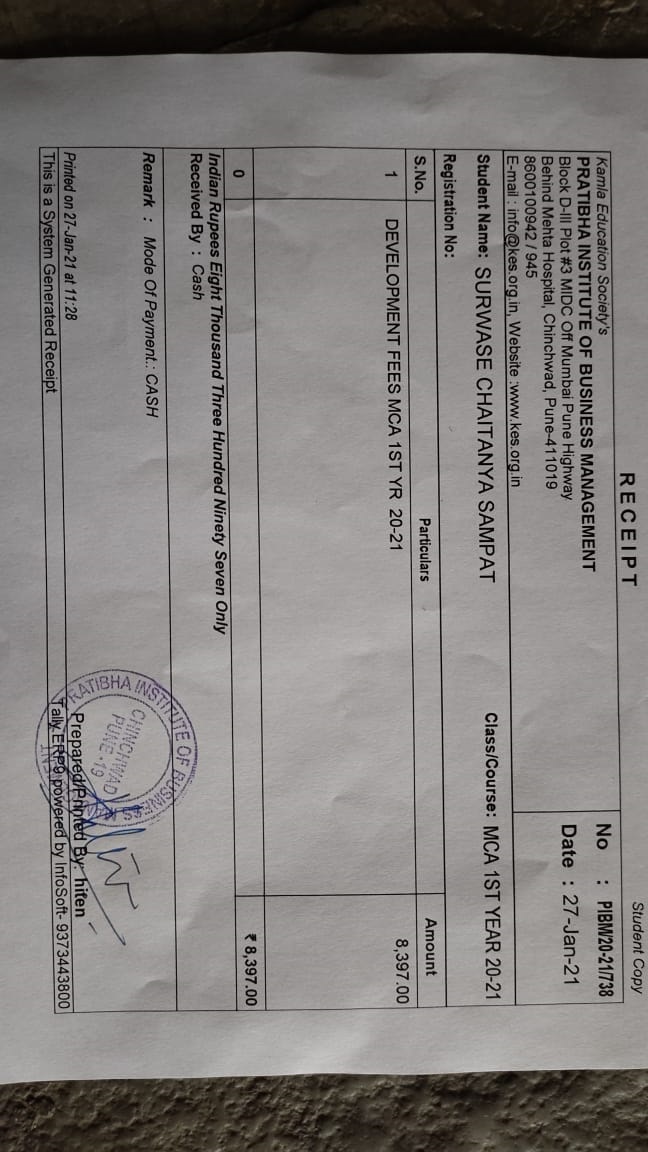 RECEIPT
Student Copy
Kamla Education Society's
PRATIBHA INSTITUTE OF BUSINESS MANAGEMENT
Block D-III Plot #3 MIDC Off Mumbai Pune Highway
Behind Mehta Hospital, Chinchwad, Pune-411019
8600100942 / 945
E-mail : info@kes.org.in, Website :www.kes.org.in
No : PIBM/20-21/738
Date : 27-Jan-21
Student Name: SURWASE CHAITANYA SAMPAT Class/Course: MCA 1ST YEAR 20-21
Registration No:
S.No. Particulars Amount
1 DEVELOPMENT FEES MCA 1ST YR 20-21 8,397.00
0 ₹ 8,397.00
Indian Rupees Eight Thousand Three Hundred Ninety Seven Only
Received By : Cash
Remark : Mode Of Payment.: CASH
PRATIBHA INSTITUTE OF BUSINESS
CHINCHWAD
PUNE-19
Printed on 27-Jan-21 at 11:28 Prepared/Printed By: hiten
This is a System Generated Receipt Tally.ERP9 powered by InfoSoft- 9373443800